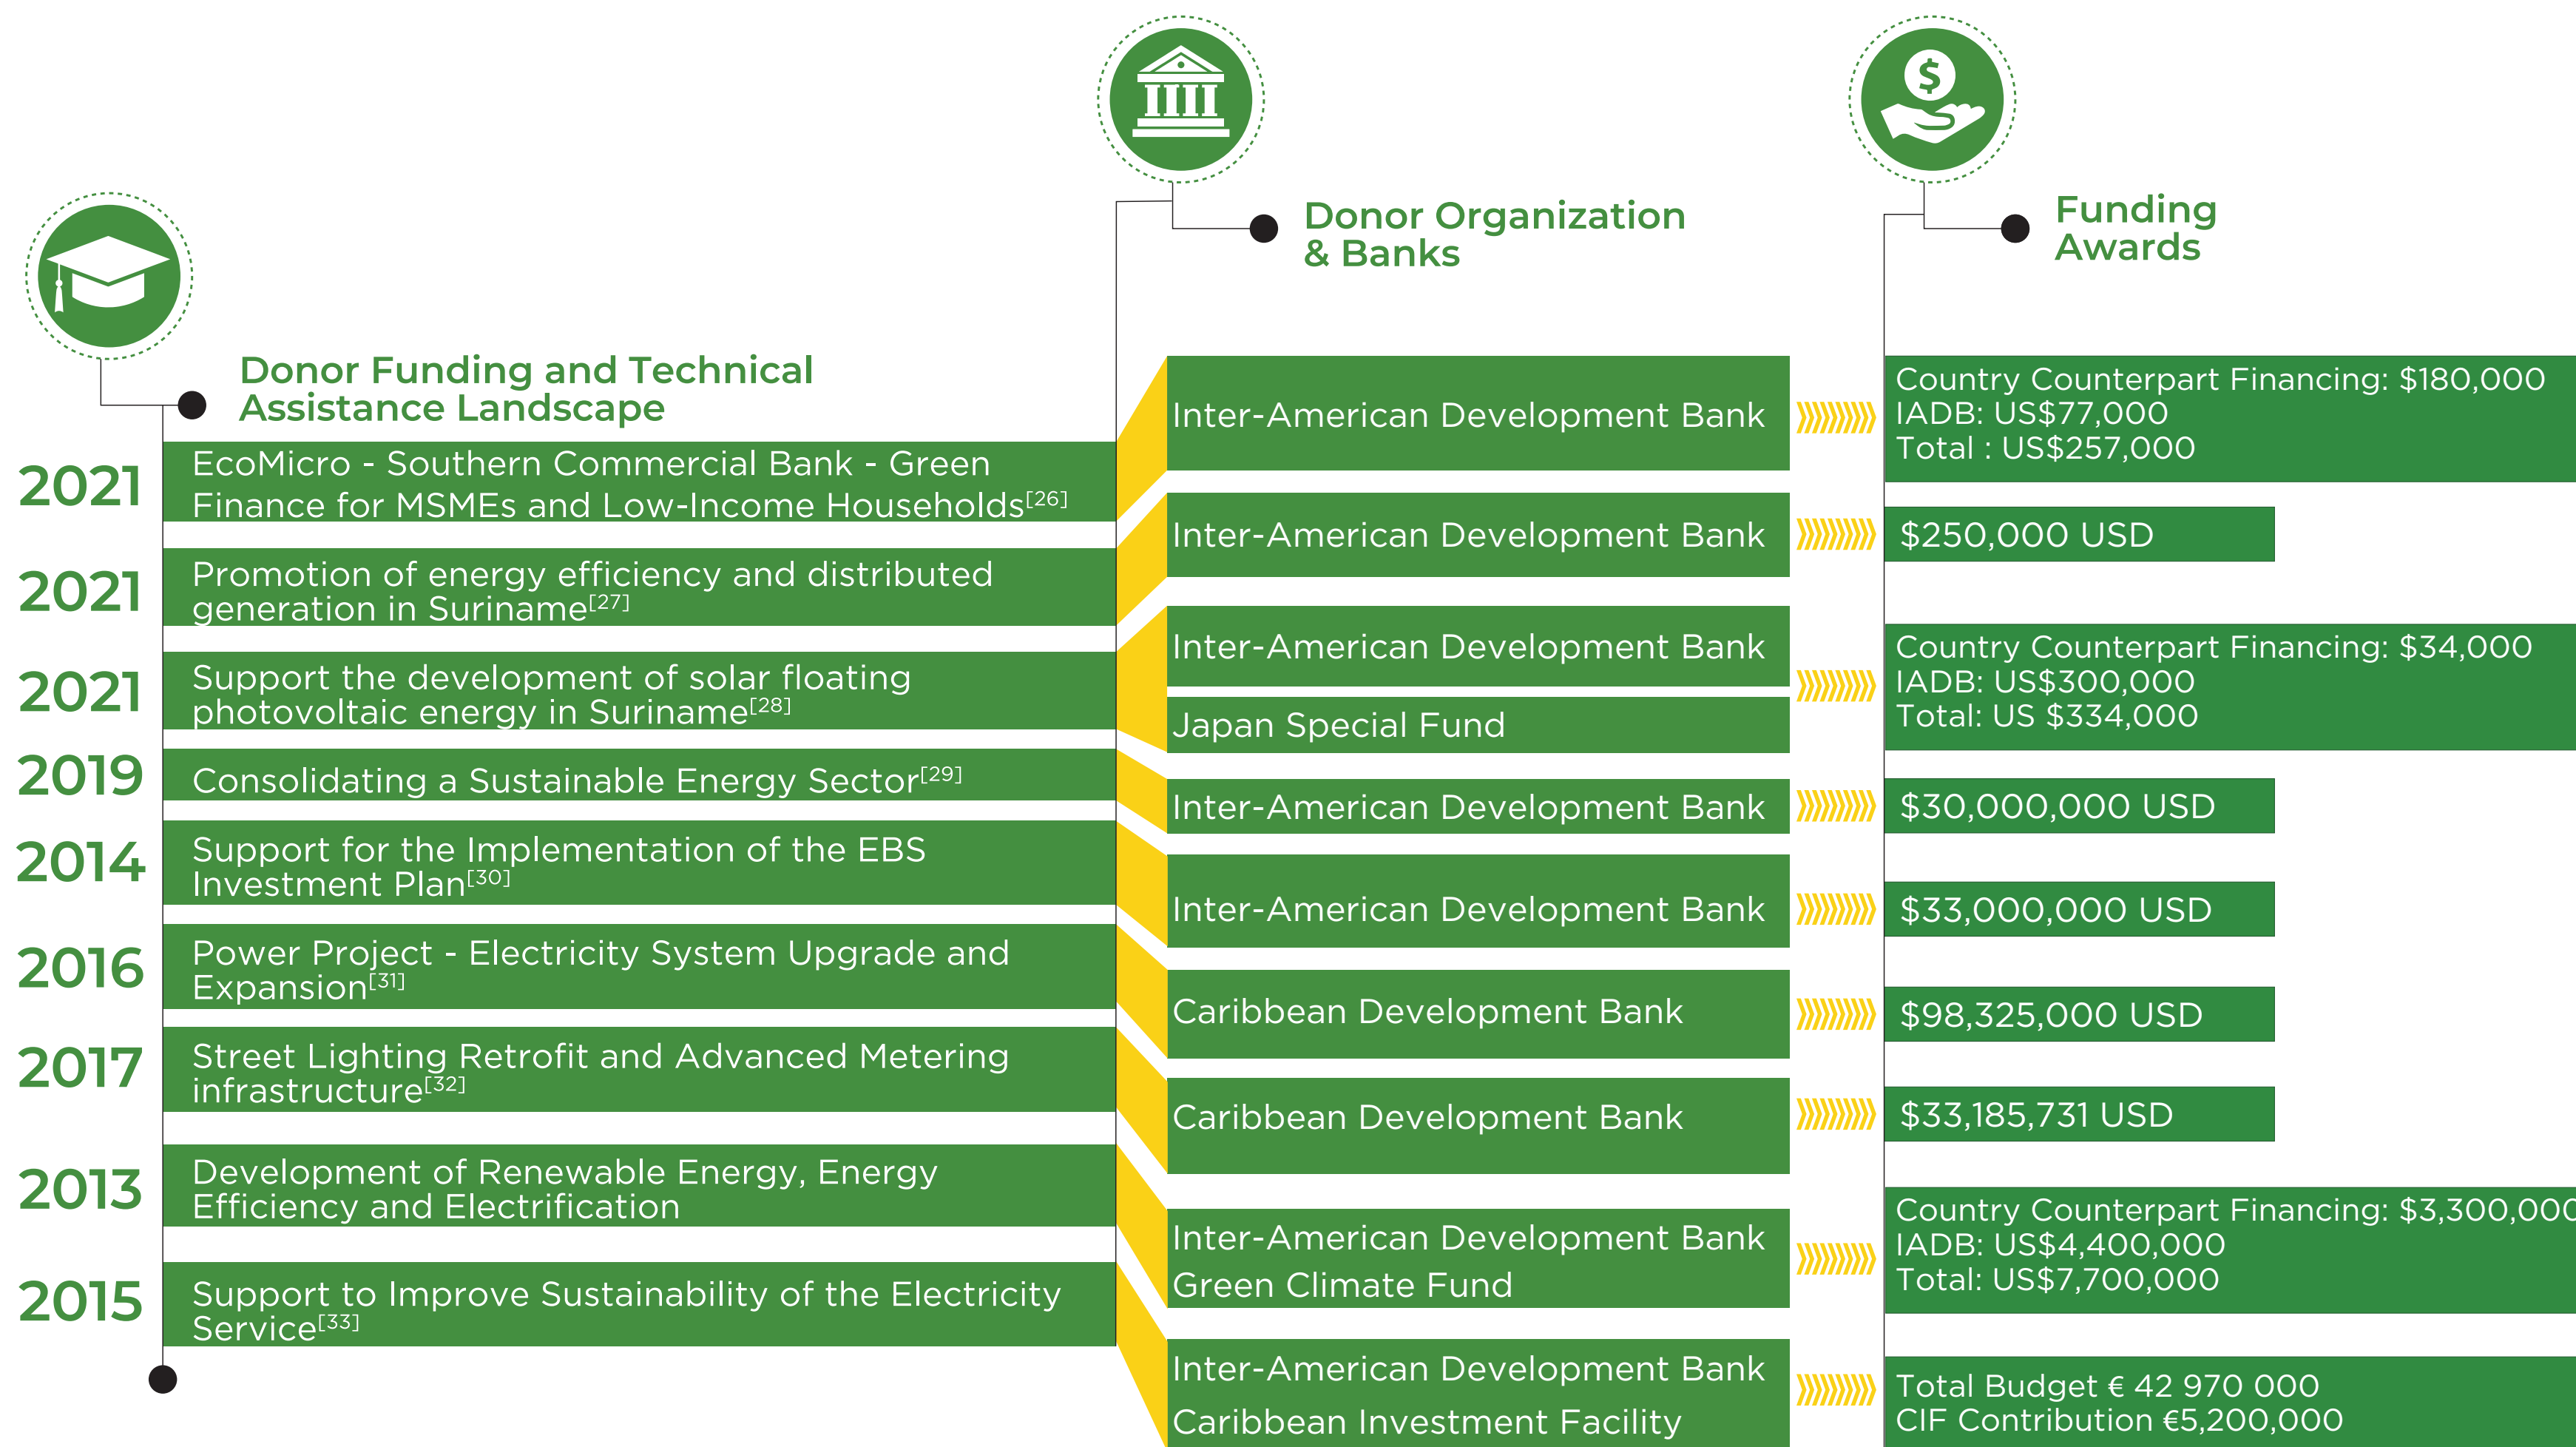 Donor Funding and Technical
Assistance Landscape
Donor Organization
& Banks
Funding
Awards
2021
EcoMicro - Southern Commercial Bank - Green
Finance for MSMEs and Low-Income Households[26]
Inter-American Development Bank
Country Counterpart Financing: $180,000
IADB: US$77,000
Total : US$257,000
2021
Promotion of energy efficiency and distributed
generation in Suriname[27]
Inter-American Development Bank
$250,000 USD
2021
Support the development of solar floating
photovoltaic energy in Suriname[28]
Inter-American Development Bank
Japan Special Fund
Country Counterpart Financing: $34,000
IADB: US$300,000
Total: US $334,000
2019
Consolidating a Sustainable Energy Sector[29]
Inter-American Development Bank
$30,000,000 USD
2014
Support for the Implementation of the EBS
Investment Plan[30]
Inter-American Development Bank
$33,000,000 USD
2016
Power Project - Electricity System Upgrade and
Expansion[31]
Caribbean Development Bank
$98,325,000 USD
2017
Street Lighting Retrofit and Advanced Metering
infrastructure[32]
Caribbean Development Bank
$33,185,731 USD
2013
Development of Renewable Energy, Energy
Efficiency and Electrification
Inter-American Development Bank
Green Climate Fund
Country Counterpart Financing: $3,300,000
IADB: US$4,400,000
Total: US$7,700,000
2015
Support to Improve Sustainability of the Electricity
Service[33]
Inter-American Development Bank
Caribbean Investment Facility
Total Budget € 42 970 000
CIF Contribution €5,200,000